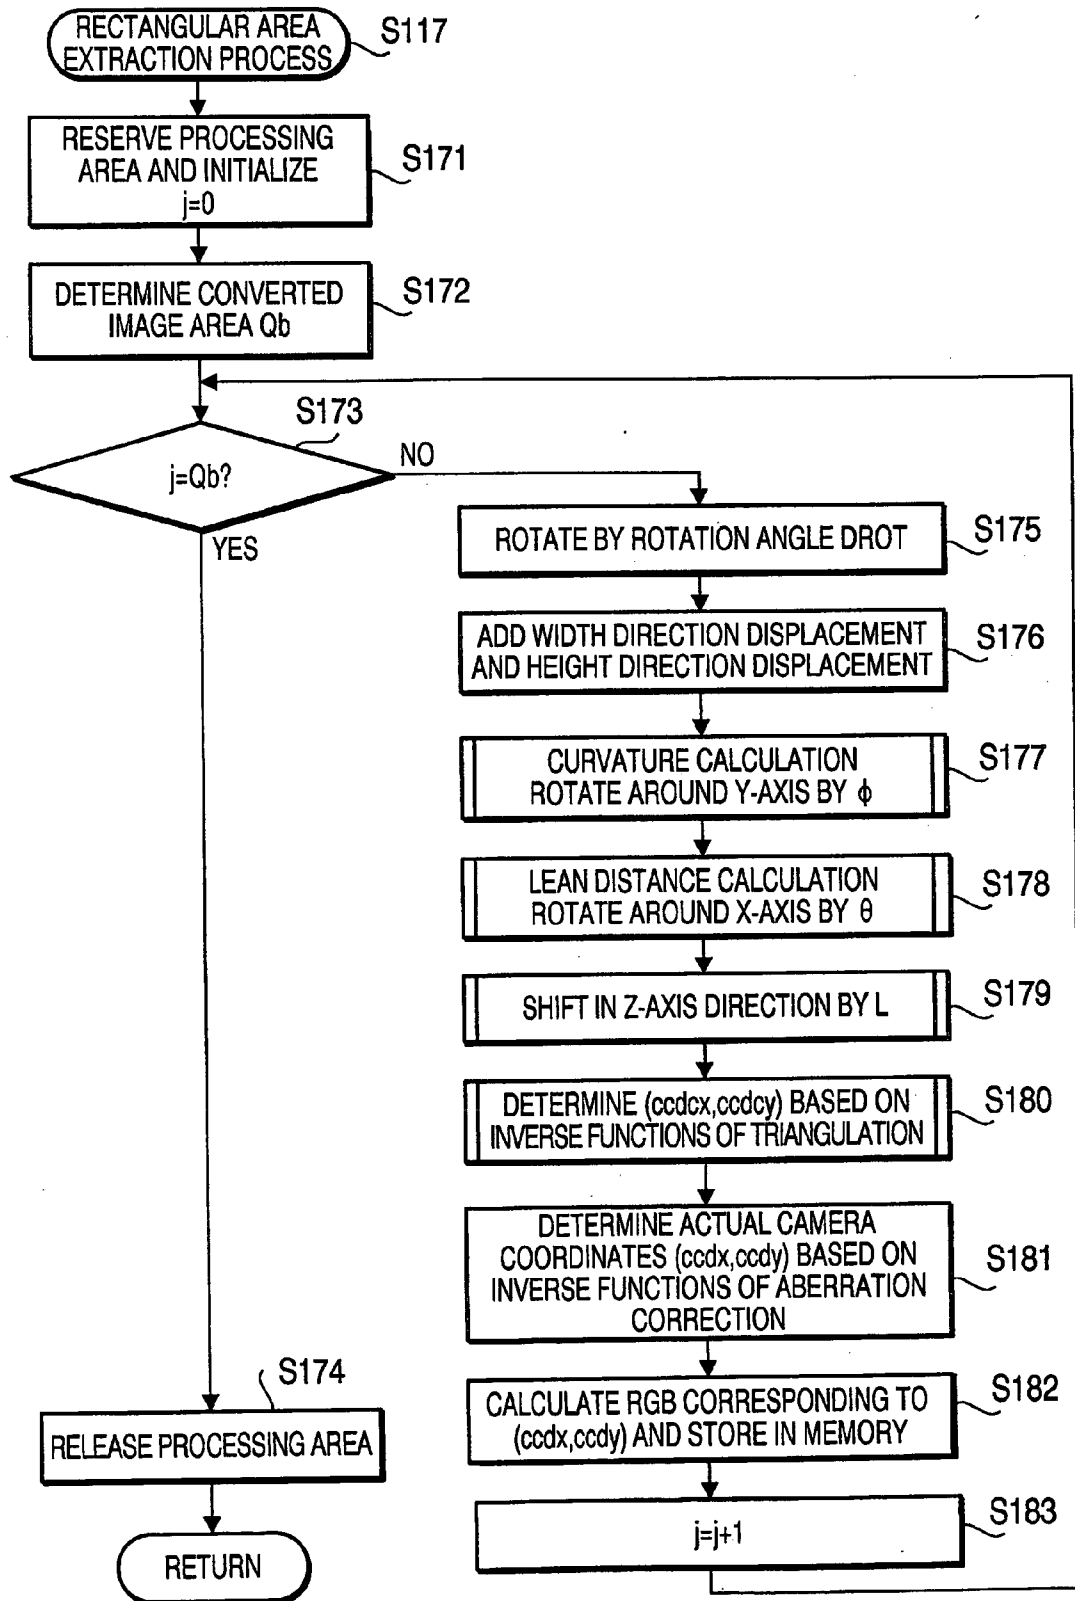 RECTANGULAR AREA
EXTRACTION PROCESS
S117
RESERVE PROCESSING
AREA AND INITIALIZE
j=0
S171
DETERMINE CONVERTED
IMAGE AREA Qb
S172
S173
j=Qb?
NO
YES
ROTATE BY ROTATION ANGLE DROT
S175
ADD WIDTH DIRECTION DISPLACEMENT
AND HEIGHT DIRECTION DISPLACEMENT
S176
CURVATURE CALCULATION
ROTATE AROUND Y-AXIS BY ϕ
S177
LEAN DISTANCE CALCULATION
ROTATE AROUND X-AXIS BY θ
S178
SHIFT IN Z-AXIS DIRECTION BY L
S179
DETERMINE (ccdcx,ccdcy) BASED ON
INVERSE FUNCTIONS OF TRIANGULATION
S180
DETERMINE ACTUAL CAMERA
COORDINATES (ccdx,ccdy) BASED ON
INVERSE FUNCTIONS OF ABERRATION
CORRECTION
S181
CALCULATE RGB CORRESPONDING TO
(ccdx,ccdy) AND STORE IN MEMORY
S182
j=j+1
S183
S174
RELEASE PROCESSING AREA
RETURN